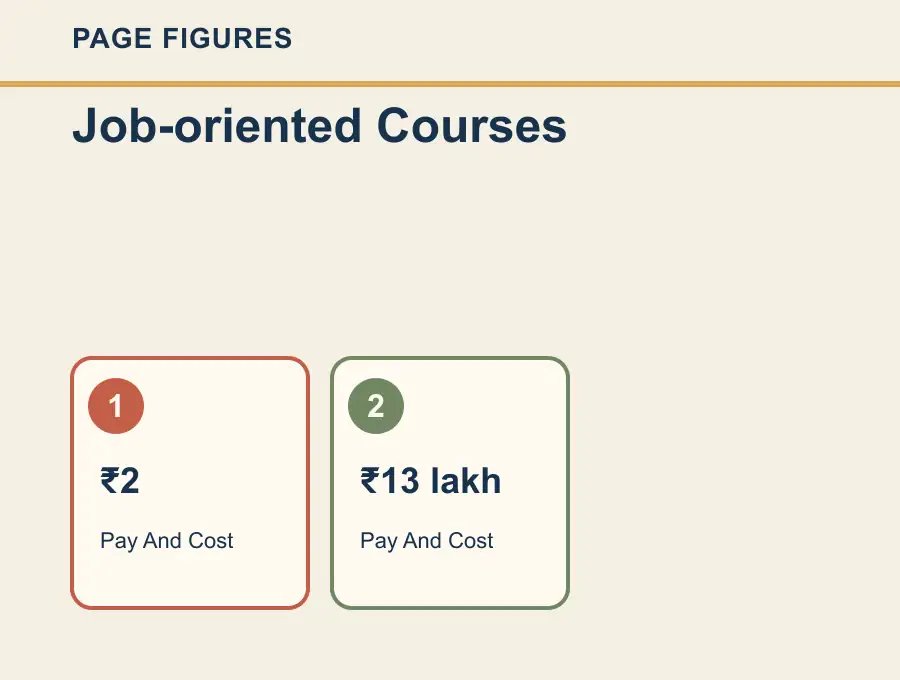 PAGE FIGURES
Job-oriented Courses
1
₹2
Pay And Cost
2
₹13 lakh
Pay And Cost